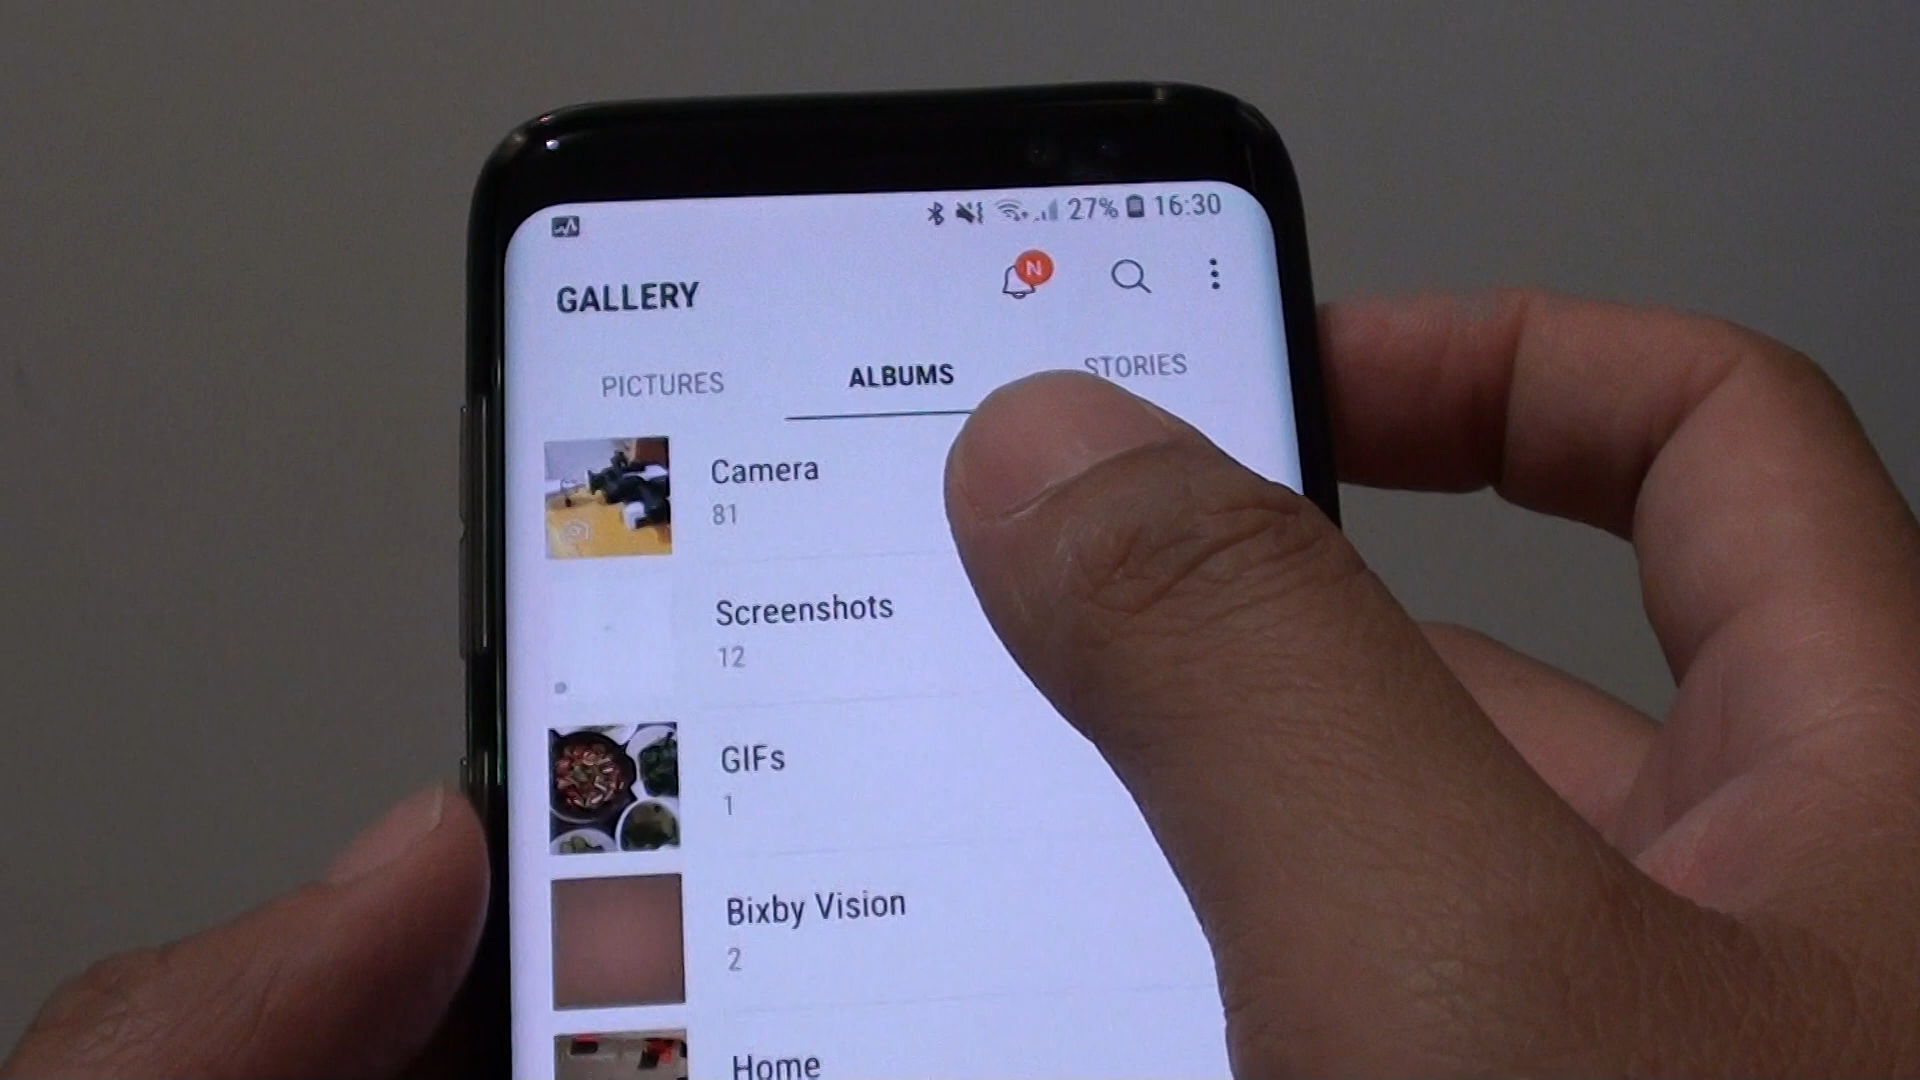 27% 16:30
GALLERY
N
PICTURES ALBUMS STORIES
Camera
81
Screenshots
12
GIFs
1
Bixby Vision
2
Home